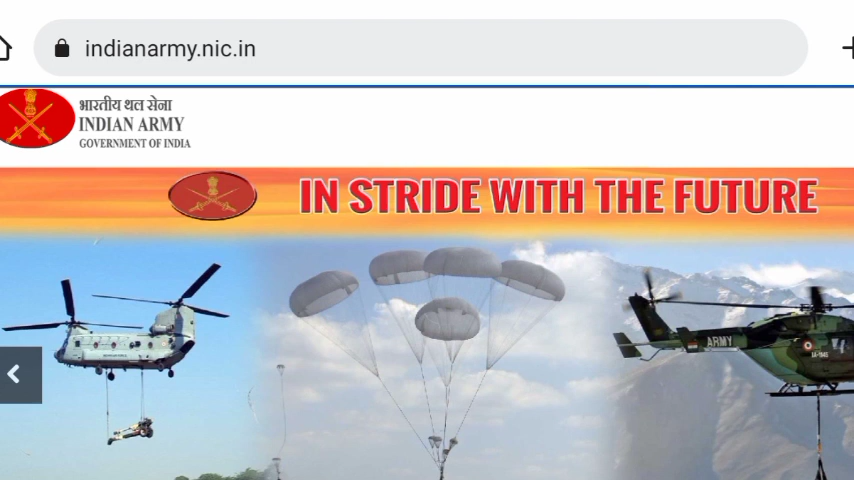 indianarmy.nic.in
भारतीय थल सेना
INDIAN ARMY
GOVERNMENT OF INDIA
IN STRIDE WITH THE FUTURE
ARMY